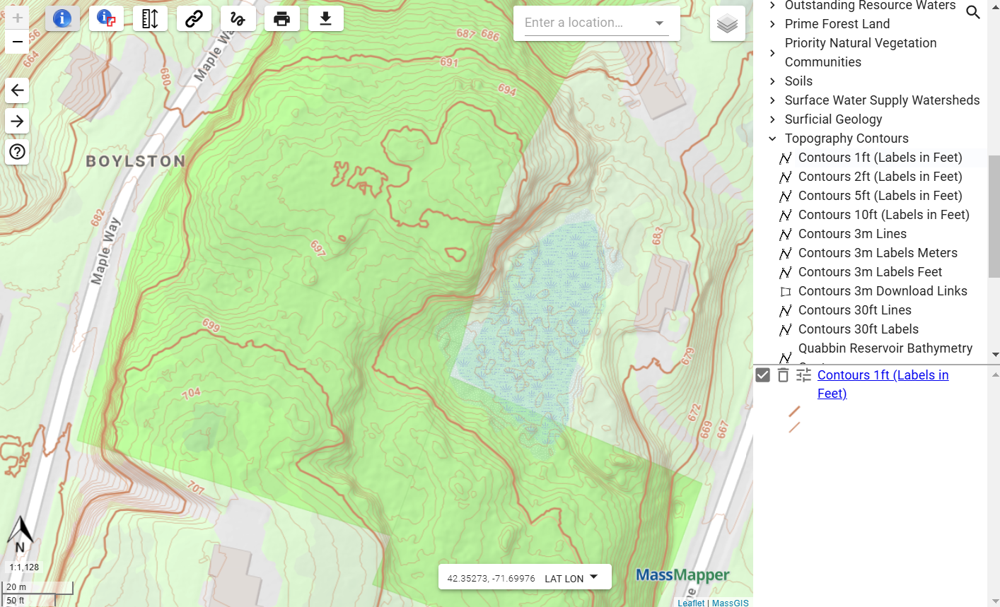 Enter a location...
Outstanding Resource Waters
Prime Forest Land
Priority Natural Vegetation
Communities
Soils
Surface Water Supply Watersheds
Surficial Geology
Topography Contours
Contours 1ft (Labels in Feet)
Contours 2ft (Labels in Feet)
Contours 5ft (Labels in Feet)
Contours 10ft (Labels in Feet)
Contours 3m Lines
Contours 3m Labels Meters
Contours 3m Labels Feet
Contours 3m Download Links
Contours 30ft Lines
Contours 30ft Labels
Quabbin Reservoir Bathymetry
Contours 1ft (Labels in
Feet)
Maple Wa
687 686
691
694
680
664
BOYLSTON
682
Maple Way
697
683
699
679
704
672
669
667
707
N
1:1,128
20 m
50 ft
42.35273, -71.69976 LAT LON
MassMapper
Leaflet | MassGIS